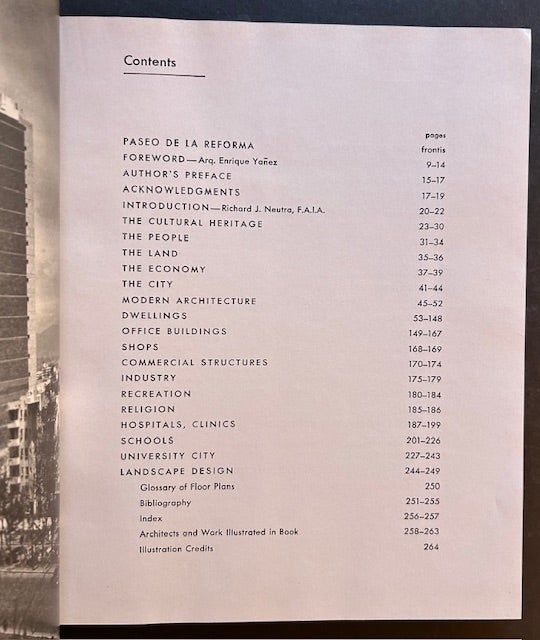 Contents
pages
PASEO DE LA REFORMA frontis
FOREWORD—Arq. Enrique Yañez 9–14
AUTHOR'S PREFACE 15–17
ACKNOWLEDGMENTS 17–19
INTRODUCTION—Richard J. Neutra, F.A.I.A. 20–22
THE CULTURAL HERITAGE 23–30
THE PEOPLE 31–34
THE LAND 35–36
THE ECONOMY 37–39
THE CITY 41–44
MODERN ARCHITECTURE 45–52
DWELLINGS 53–148
OFFICE BUILDINGS 149–167
SHOPS 168–169
COMMERCIAL STRUCTURES 170–174
INDUSTRY 175–179
RECREATION 180–184
RELIGION 185–186
HOSPITALS, CLINICS 187–199
SCHOOLS 201–226
UNIVERSITY CITY 227–243
LANDSCAPE DESIGN 244–249
Glossary of Floor Plans 250
Bibliography 251–255
Index 256–257
Architects and Work Illustrated in Book 258–263
Illustration Credits 264